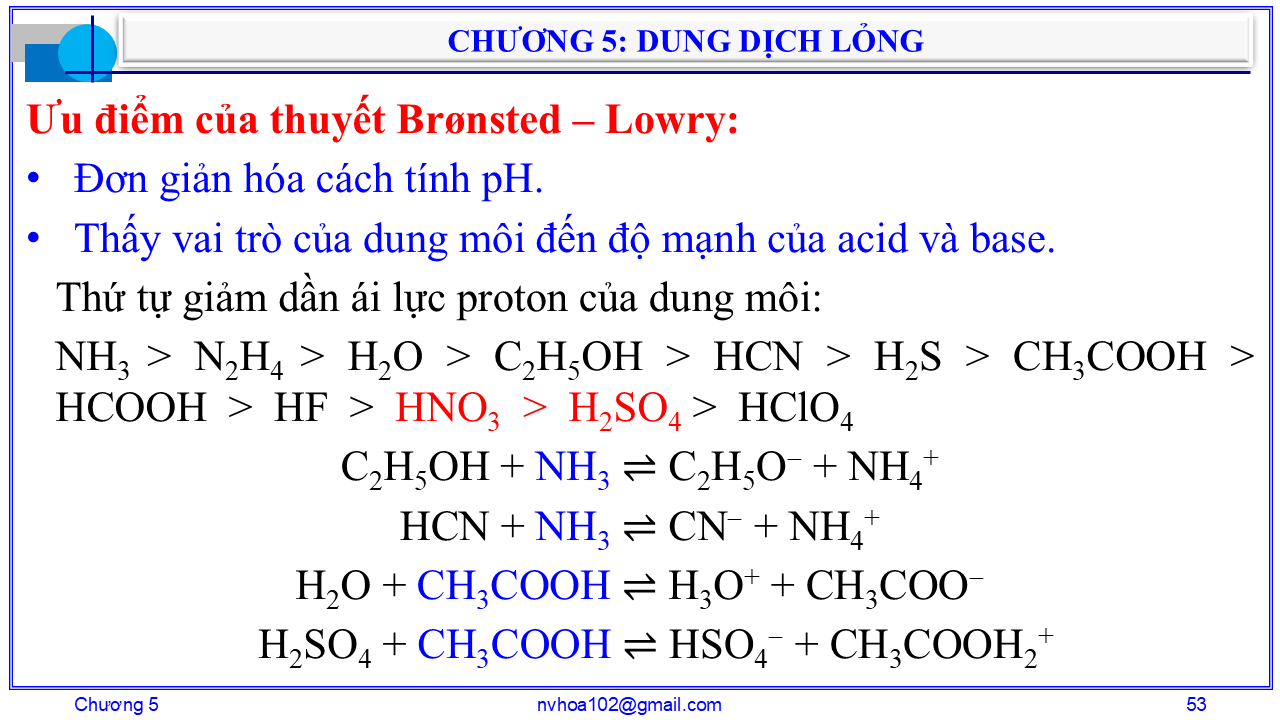 CHƯƠNG 5: DUNG DỊCH LỎNG
Ưu điểm của thuyết Brønsted – Lowry:
• Đơn giản hóa cách tính pH.
• Thấy vai trò của dung môi đến độ mạnh của acid và base.
Thứ tự giảm dần ái lực proton của dung môi:
NH₃ > N₂H₄ > H₂O > C₂H₅OH > HCN > H₂S > CH₃COOH >
HCOOH > HF > HNO₃ > H₂SO₄ > HClO₄
C₂H₅OH + NH₃ ⇌ C₂H₅O⁻ + NH₄⁺
HCN + NH₃ ⇌ CN⁻ + NH₄⁺
H₂O + CH₃COOH ⇌ H₃O⁺ + CH₃COO⁻
H₂SO₄ + CH₃COOH ⇌ HSO₄⁻ + CH₃COOH₂⁺
Chương 5 nvhoa102@gmail.com 53